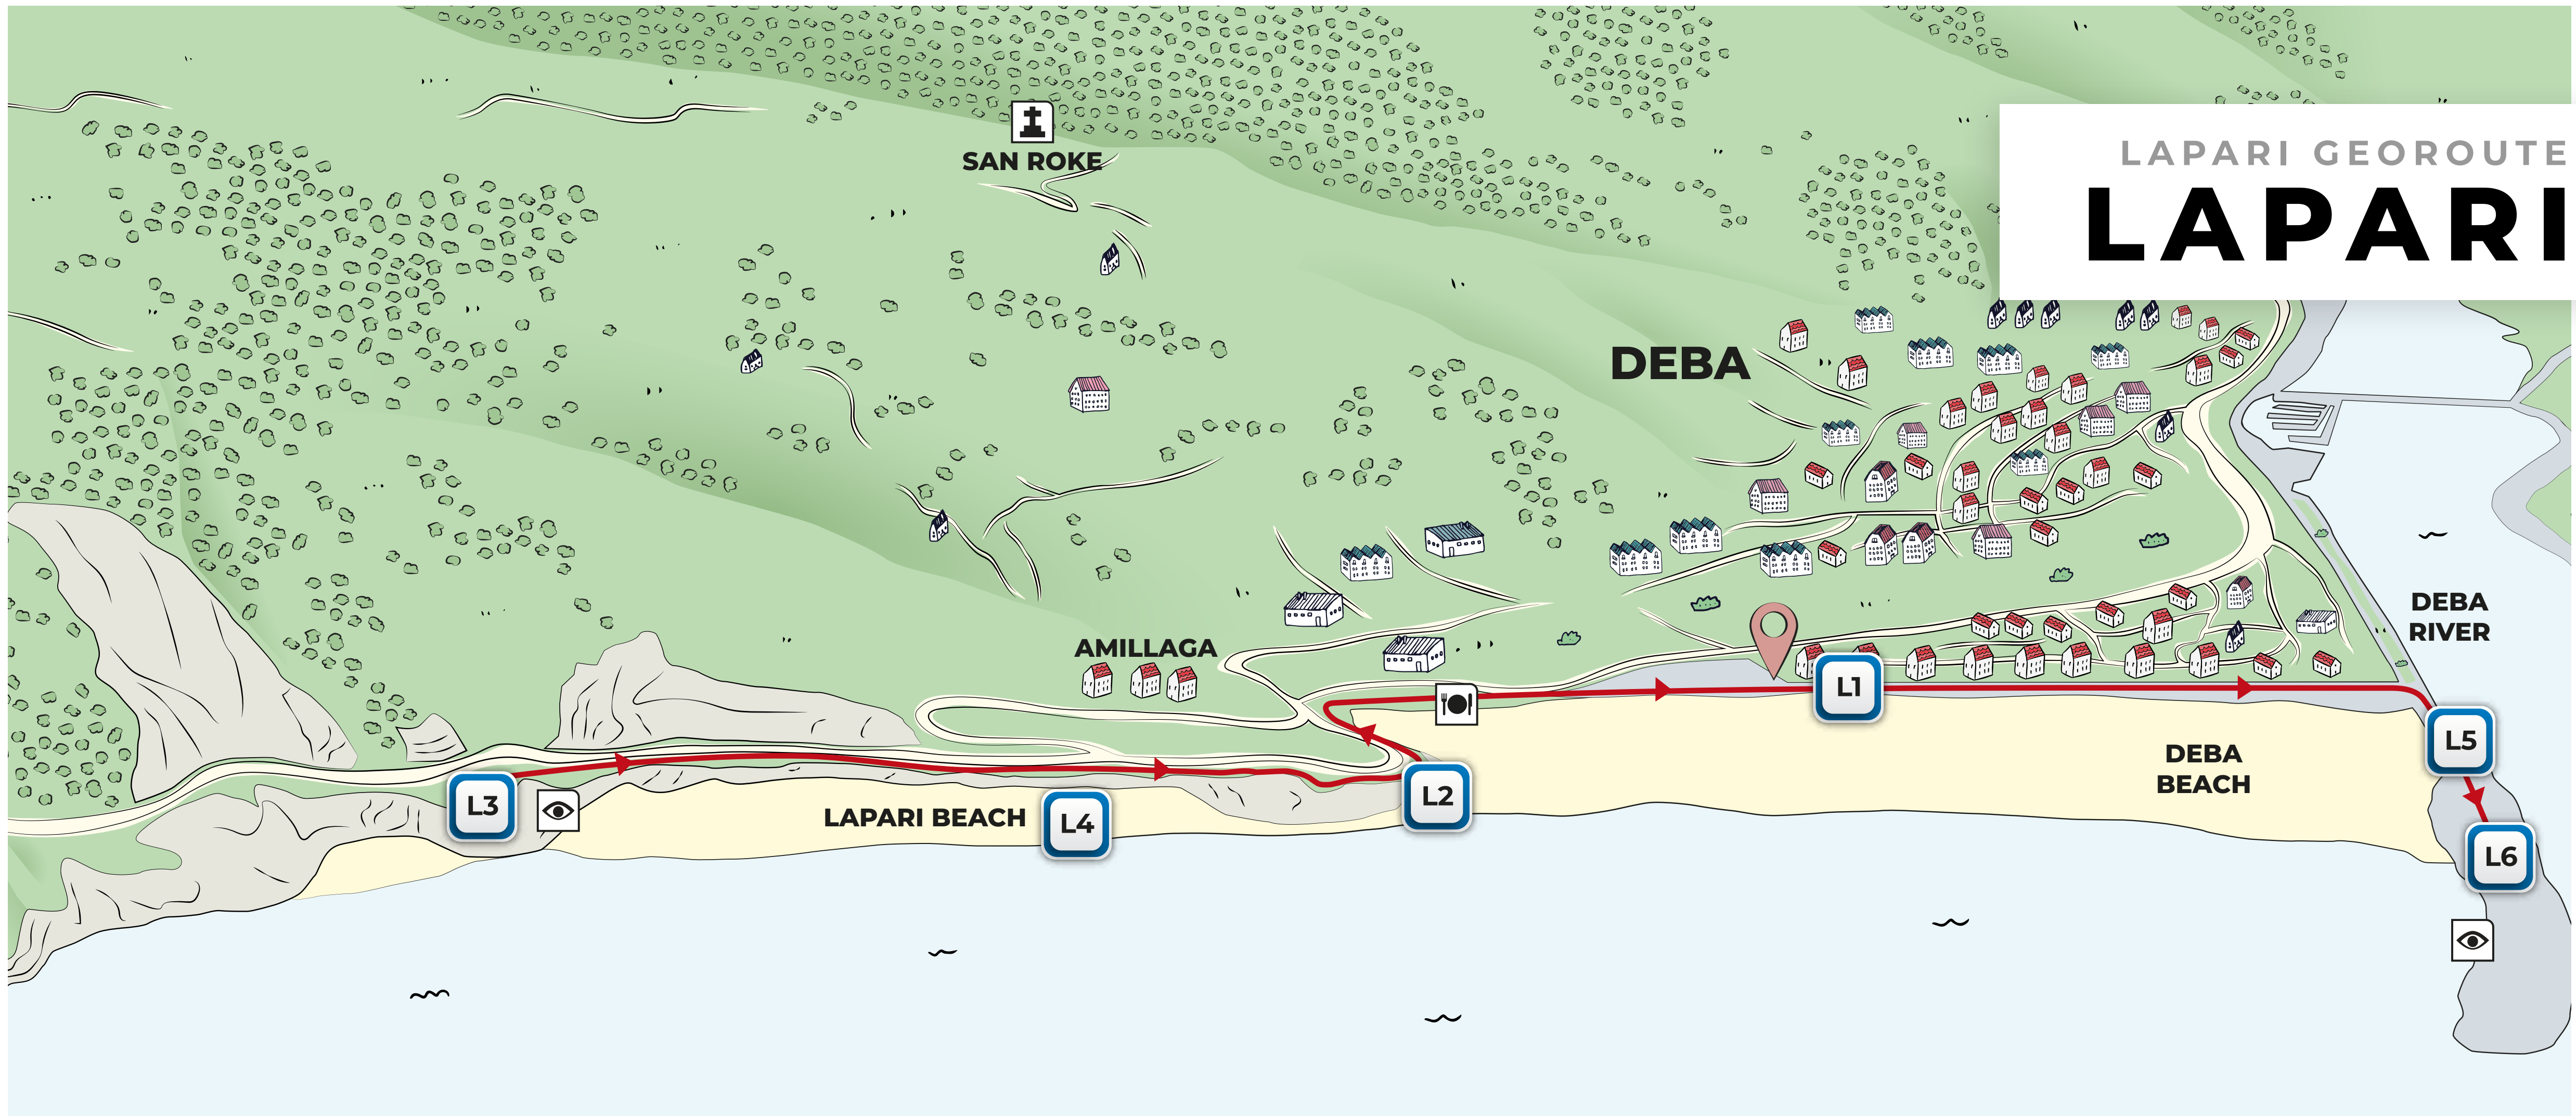 LAPARI GEOROUTE
LAPARI
SAN ROKE
DEBA
DEBA
RIVER
AMILLAGA
L1
L5
DEBA
BEACH
L3
LAPARI BEACH
L4
L2
L6